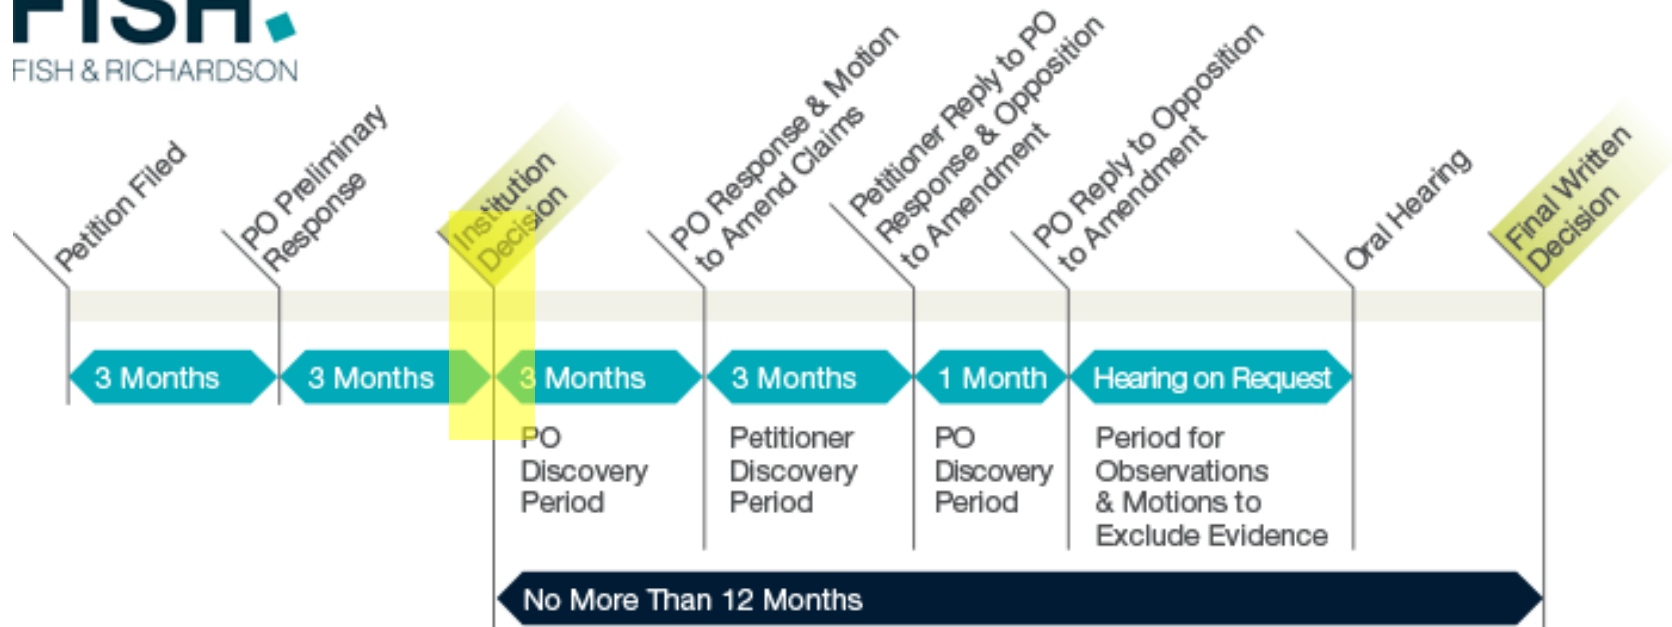 FISH
FISH & RICHARDSON
Petition Filed
PO Preliminary
Response
Institution
Decision
PO Response & Motion
to Amend Claims
Petitioner Reply to PO
Response & Opposition
to Amendment
PO Reply to Opposition
to Amendment
Oral Hearing
Final Written
Decision
3 Months
3 Months
3 Months
3 Months
1 Month
Hearing on Request
PO
Discovery
Period
Petitioner
Discovery
Period
PO
Discovery
Period
Period for
Observations
& Motions to
Exclude Evidence
No More Than 12 Months